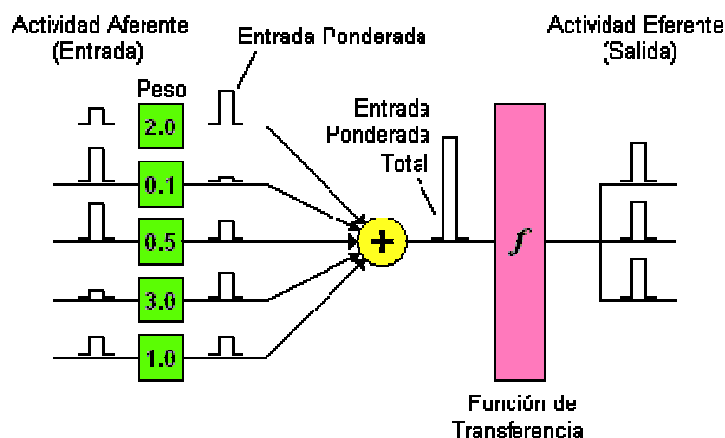 Actividad Aferente
(Entrada)
Entrada Ponderada
Actividad Eferente
(Salida)
Peso
2.0
0.1
0.5
3.0
1.0
Entrada
Ponderada
Total
+
f
Función de
Transferencia